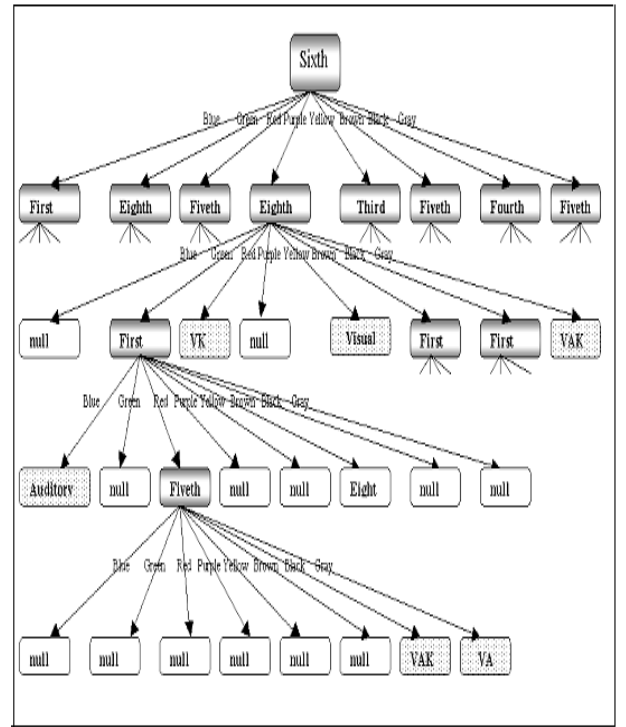 Sixth
Blue Green Red Purple Yellow Brown Black Gray
First Eighth Fiveth Eighth Third Fiveth Fourth Fiveth
Blue Green Red Purple Yellow Brown Black Gray
null First VK null Visual First First VAK
Blue Green Red Purple Yellow Brown Black Gray
Auditory null Fiveth null null Eight null null
Blue Green Red Purple Yellow Brown Black Gray
null null null null null null VAK VA